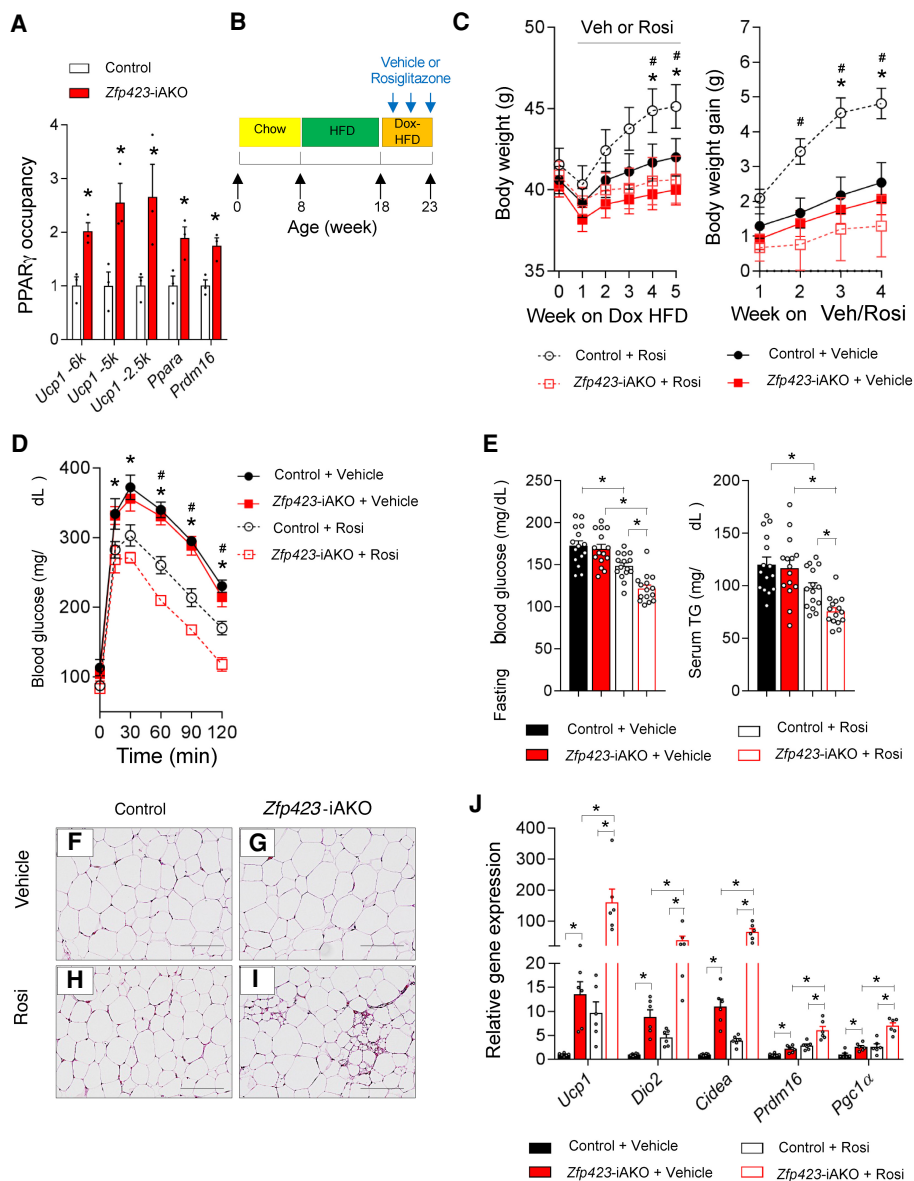 A
Control
Zfp423-iAKO
PPARγ occupancy
4
3
2
1
0
*
*
*
*
*
Ucp1 -6k
Ucp1 -5k
Ucp1 -2.5k
Ppara
Prdm16
B
Vehicle or
Rosiglitazone
Chow
HFD
Dox-
HFD
0
8
18
23
Age (week)
C
Veh or Rosi
Body weight (g)
50
45
40
35
# #
* *
0 1 2 3 4 5
Week on Dox HFD
Body weight gain (g)
7
6
5
4
3
2
1
0
# # #
* *
1 2 3 4
Week on Veh/Rosi
Control + Rosi
Control + Vehicle
Zfp423-iAKO + Rosi
Zfp423-iAKO + Vehicle
D
Blood glucose (mg/ dL )
400
300
200
100
* * # # #
* * *
0 30 60 90 120
Time (min)
Control + Vehicle
Zfp423-iAKO + Vehicle
Control + Rosi
Zfp423-iAKO + Rosi
E
Fasting blood glucose (mg/dL)
250
200
150
100
50
0
*
*
*
Serum TG (mg/ dL )
200
150
100
50
0
*
*
*
Control + Vehicle
Control + Rosi
Zfp423-iAKO + Vehicle
Zfp423-iAKO + Rosi
Control
Zfp423-iAKO
Vehicle
F
G
Rosi
H
I
J
Relative gene expression
400
300
200
100
20
15
10
5
0
* * *
* * *
* * *
* * *
* * *
Ucp1
Dio2
Cidea
Prdm16
Pgc1α
Control + Vehicle
Control + Rosi
Zfp423-iAKO + Vehicle
Zfp423-iAKO + Rosi